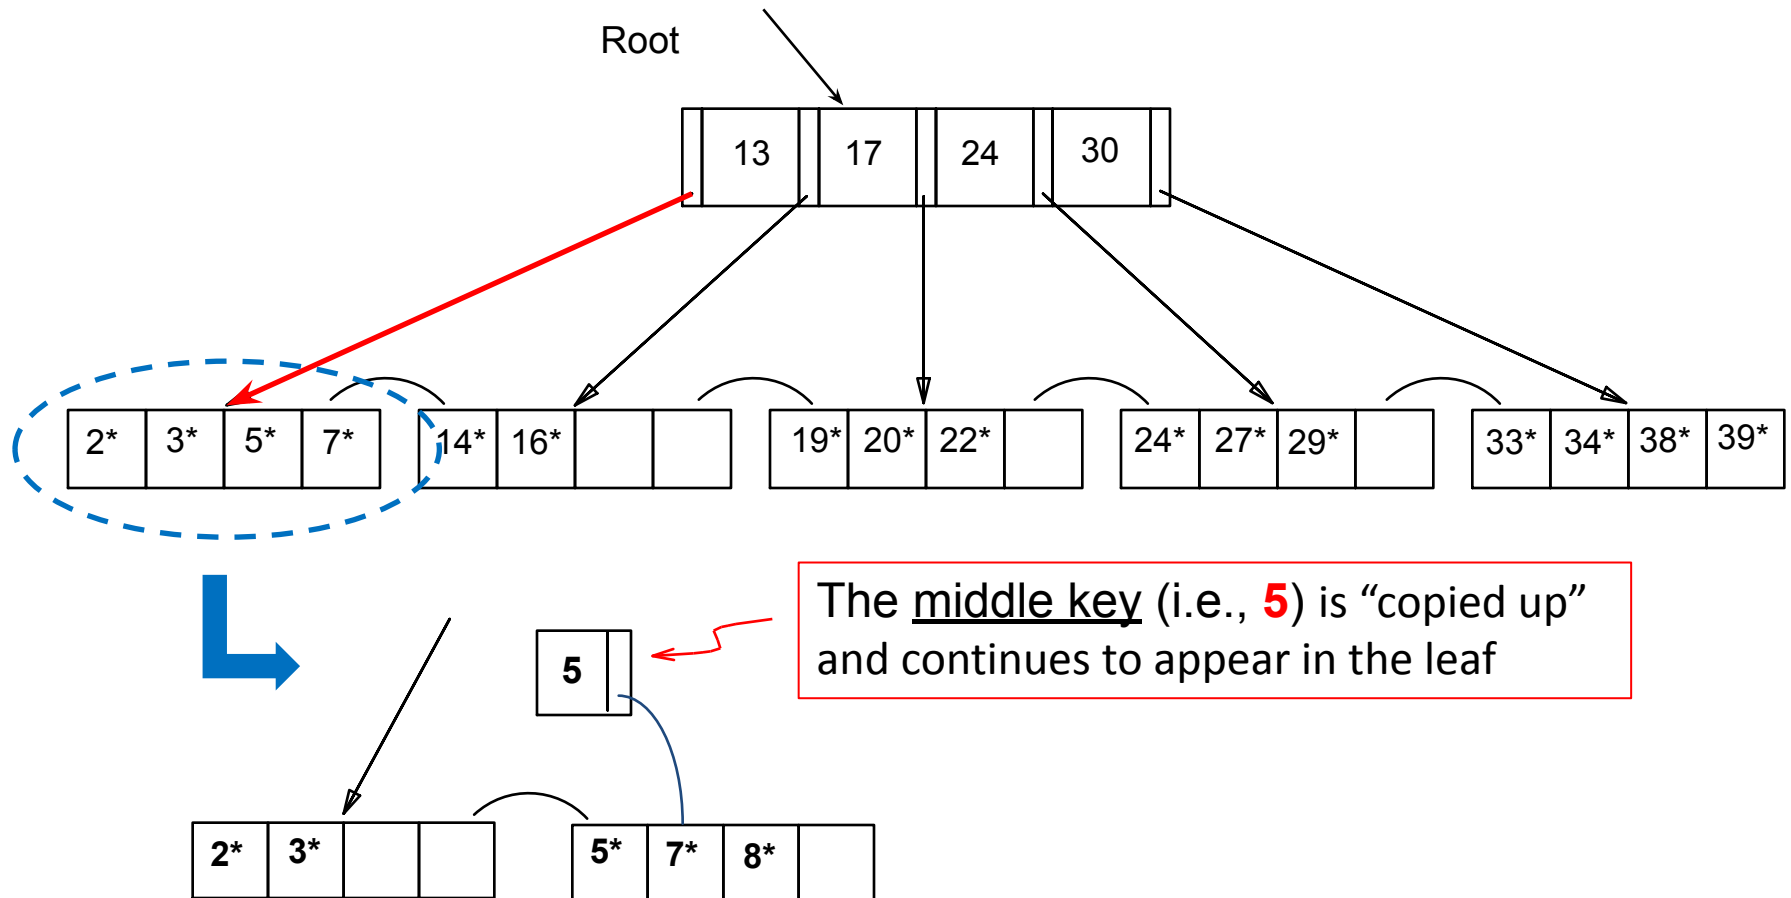 Root
13 17 24 30
2* 3* 5* 7* 14* 16* 19* 20* 22* 24* 27* 29* 33* 34* 38* 39*
The middle key (i.e., 5) is “copied up”
and continues to appear in the leaf
5
2* 3* 5* 7* 8*